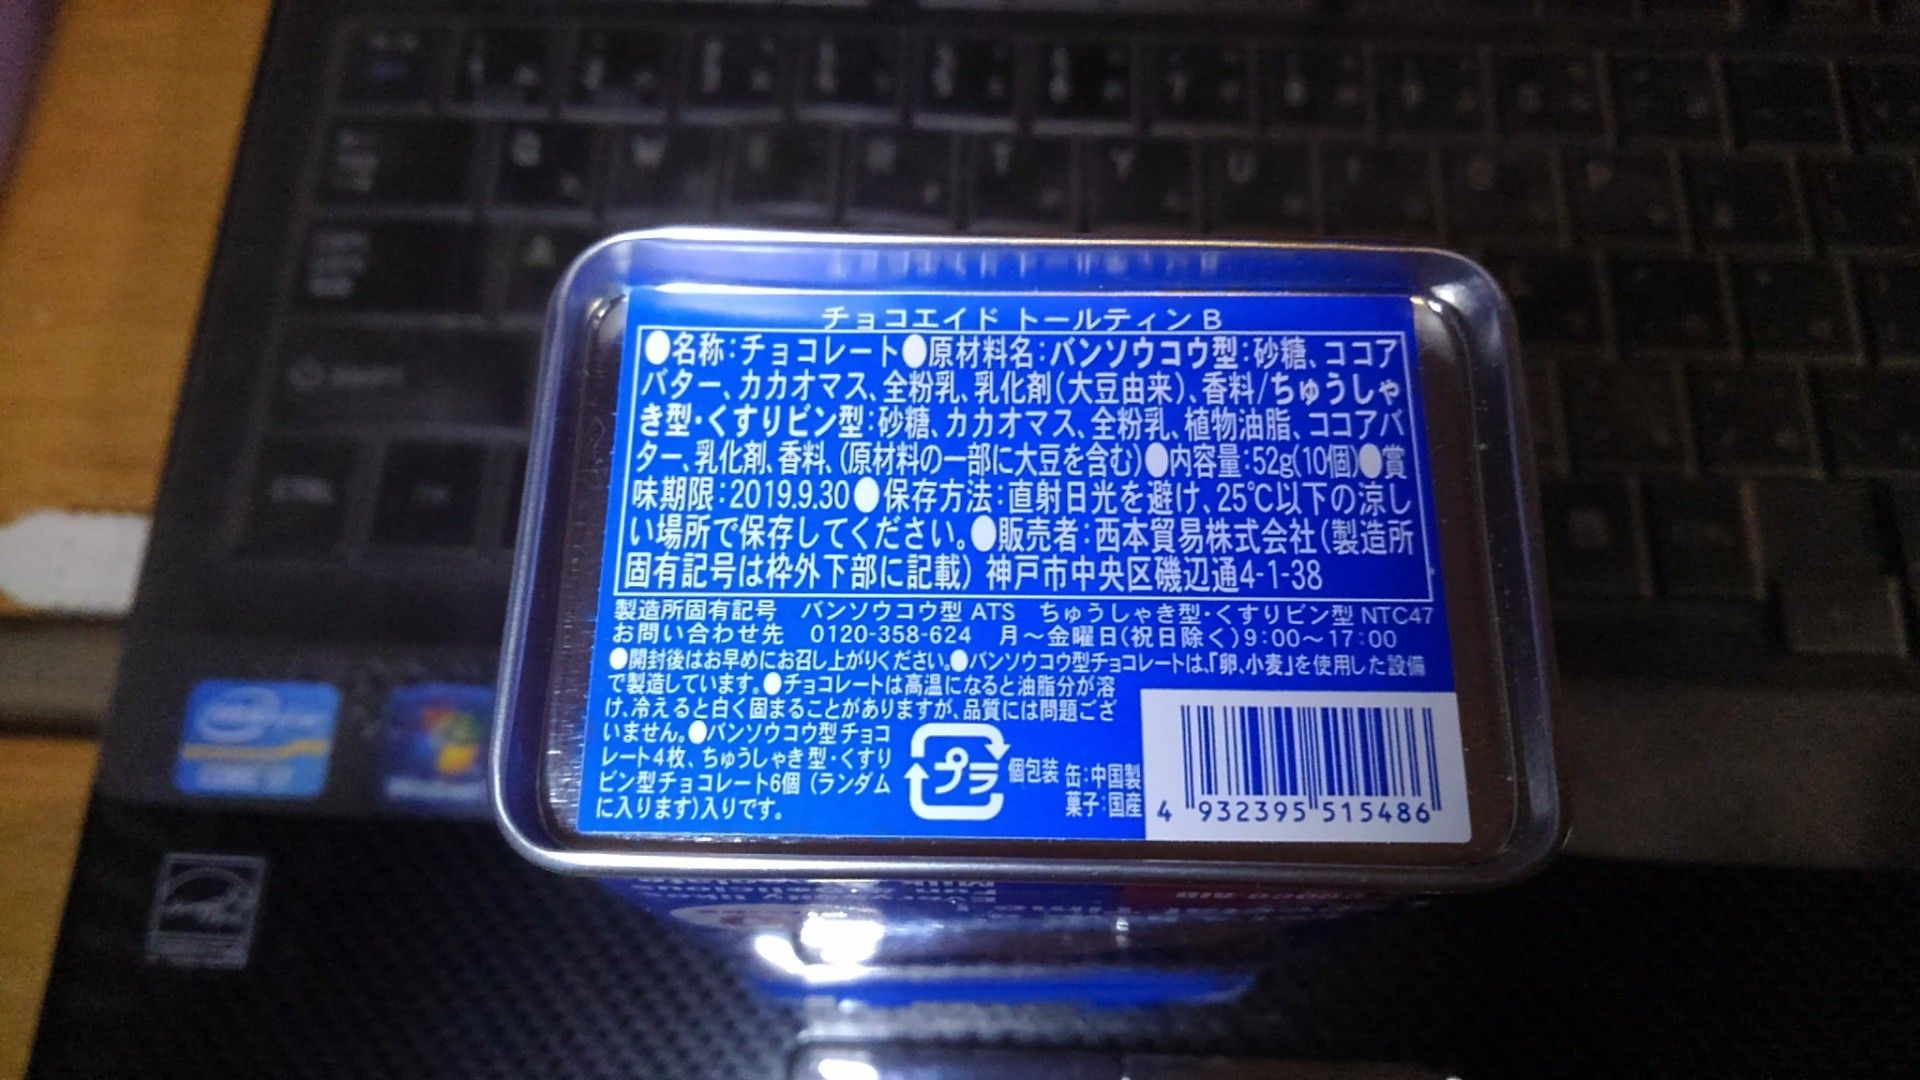 チョコエイド トールティン B
●名称:チョコレート●原材料名:バンソウコウ型:砂糖、ココア
バター、カカオマス、全粉乳、乳化剤(大豆由来)、香料/ちゅうしゃ
き型・くすりビン型:砂糖、カカオマス、全粉乳、植物油脂、ココアバ
ター、乳化剤、香料、(原材料の一部に大豆を含む)●内容量:52g(10個)●賞
味期限:2019.9.30●保存方法:直射日光を避け、25℃以下の涼し
い場所で保存してください。●販売者:西本貿易株式会社(製造所
固有記号は枠外下部に記載) 神戸市中央区磯辺通4-1-38
製造所固有記号 バンソウコウ型 ATS ちゅうしゃき型・くすりビン型 NTC47
お問い合わせ先 0120-358-624 月〜金曜日(祝日除く)9:00〜17:00
●開封後はお早めにお召し上がりください。●バンソウコウ型チョコレートは、「卵、小麦」を使用した設備
で製造しています。●チョコレートは高温になると油脂分が溶
け、冷えると白く固まることがありますが、品質には問題ござ
いません。●バンソウコウ型チョコ
レート4枚、ちゅうしゃき型・くすり
ビン型チョコレート6個(ランダム
に入ります)入りです。
プラ
個包装
缶:中国製
菓子:国産
4 932395 515486
Q W E R T Y U
A